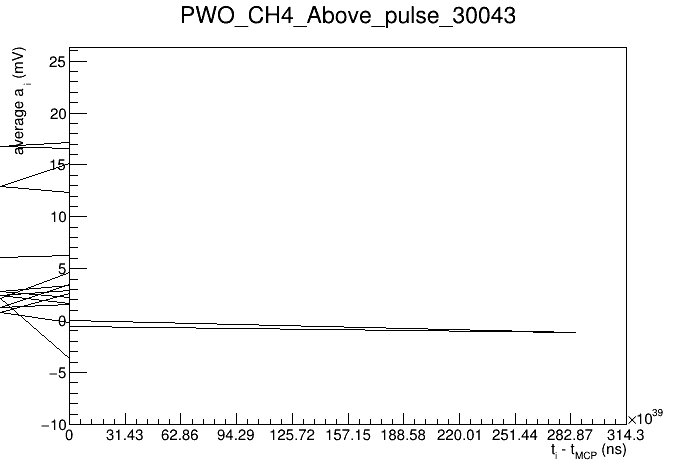 PWO_CH4_Above_pulse_30043
average a i (mV)
25
20
15
10
5
0
−5
−10
0 31.43 62.86 94.29 125.72 157.15 188.58 220.01 251.44 282.87 314.3
×10^39
t_i - t_MCP (ns)